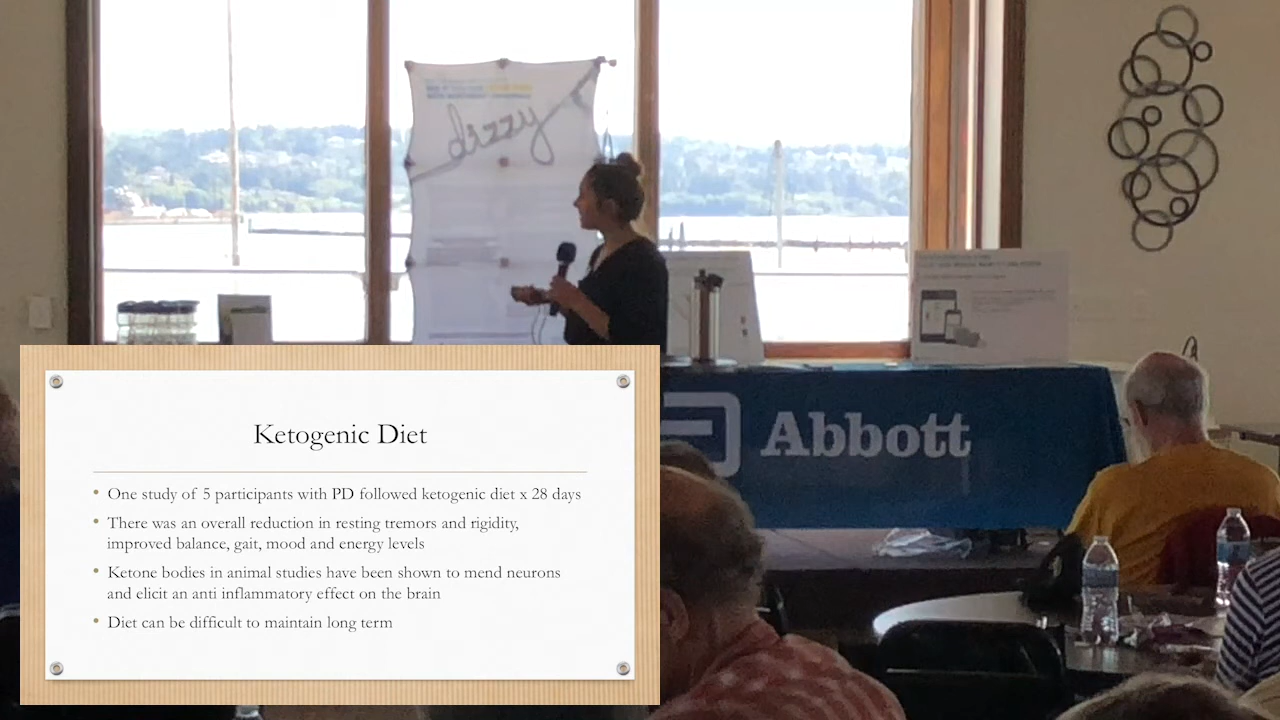 dizzy
Abbott
Ketogenic Diet
• One study of 5 participants with PD followed ketogenic diet x 28 days
• There was an overall reduction in resting tremors and rigidity,
improved balance, gait, mood and energy levels
• Ketone bodies in animal studies have been shown to mend neurons
and elicit an anti inflammatory effect on the brain
• Diet can be difficult to maintain long term